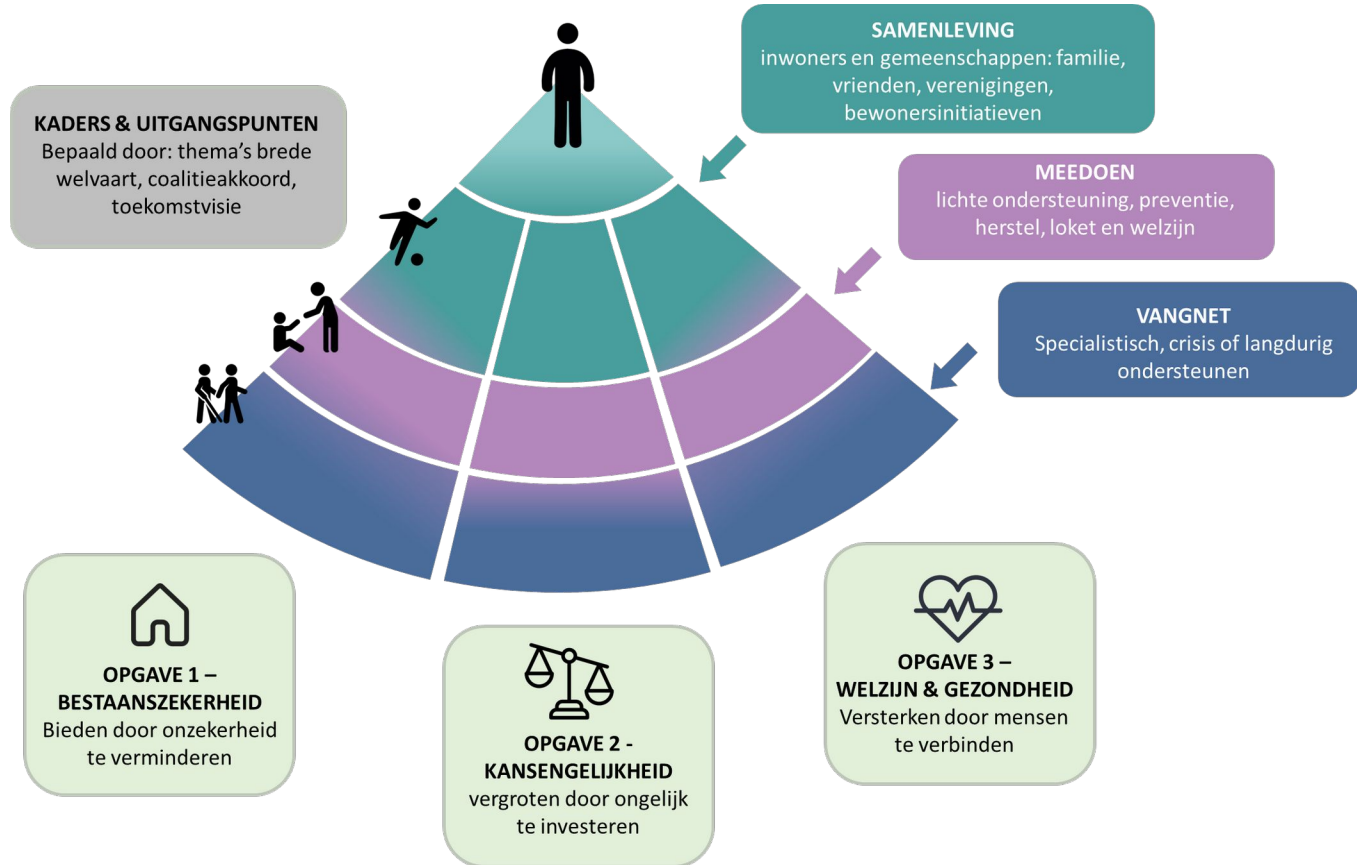 SAMENLEVING
inwoners en gemeenschappen: familie,
vrienden, verenigingen,
bewonersinitiatieven
KADERS & UITGANGSPUNTEN
Bepaald door: thema's brede
welvaart, coalitieakkoord,
toekomstvisie
MEEDOEN
lichte ondersteuning, preventie,
herstel, loket en welzijn
VANGNET
Specialistisch, crisis of langdurig
ondersteunen
OPGAVE 1 –
BESTAANSZEKERHEID
Bieden door onzekerheid
te verminderen
OPGAVE 2 -
KANSENGELIJKHEID
vergroten door ongelijk
te investeren
OPGAVE 3 –
WELZIJN & GEZONDHEID
Versterken door mensen
te verbinden